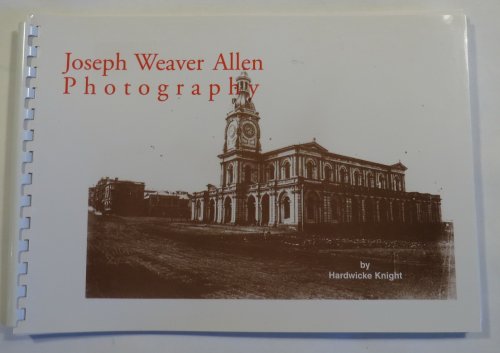 Joseph Weaver Allen
Photography
by
Hardwicke Knight